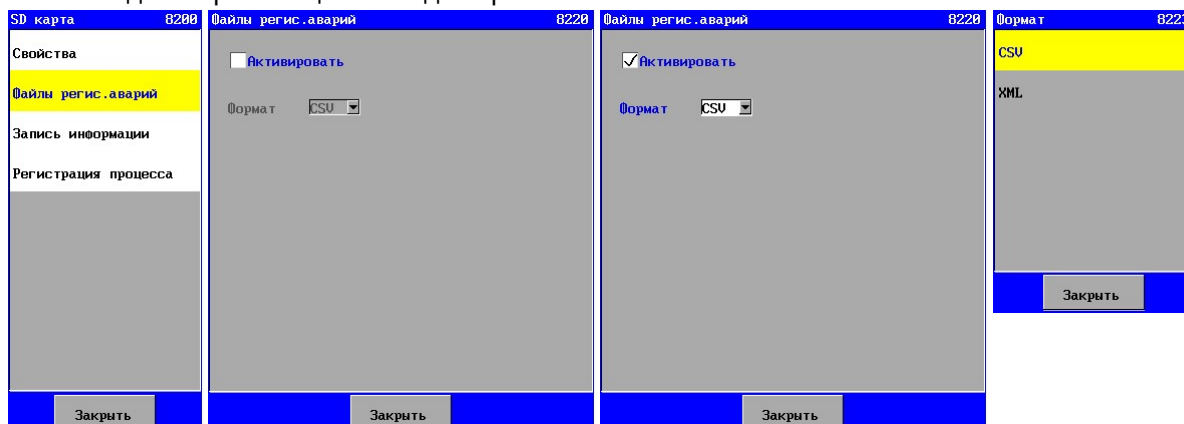 SD карта 8200
Свойства
Файлы регис.аварий
Запись информации
Регистрация процесса
Закрыть
Файлы регис.аварий 8220
Активировать
Формат CSV
Закрыть
Файлы регис.аварий 8220
Активировать
Формат CSV
Закрыть
Формат 8223
CSV
XML
Закрыть